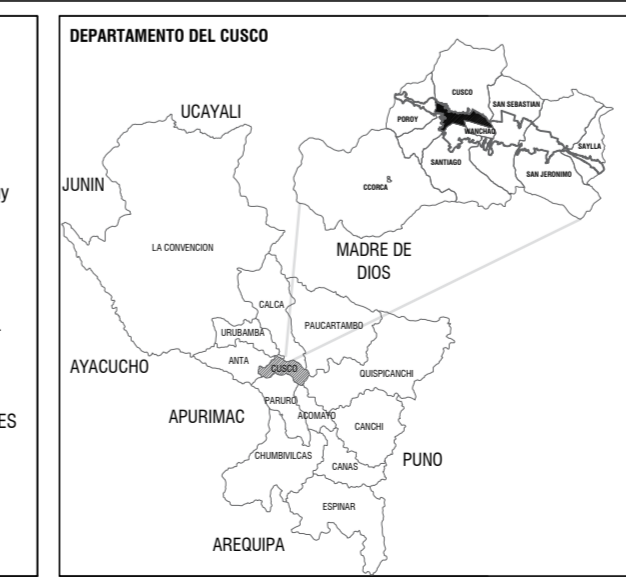 DEPARTAMENTO DEL CUSCO
CUSCO
SAN SEBASTIAN
POROY
WANCHAQ
SAYLLA
SANTIAGO
SAN JERONIMO
CCORCA
UCAYALI
JUNIN
LA CONVENCION
MADRE DE
DIOS
CALCA
PAUCARTAMBO
URUBAMBA
ANTA
CUSCO
QUISPICANCHI
AYACUCHO
PARURO
ACOMAYO
APURIMAC
CANCHI
CHUMBIVILCAS
CANAS
PUNO
ESPINAR
AREQUIPA
ES